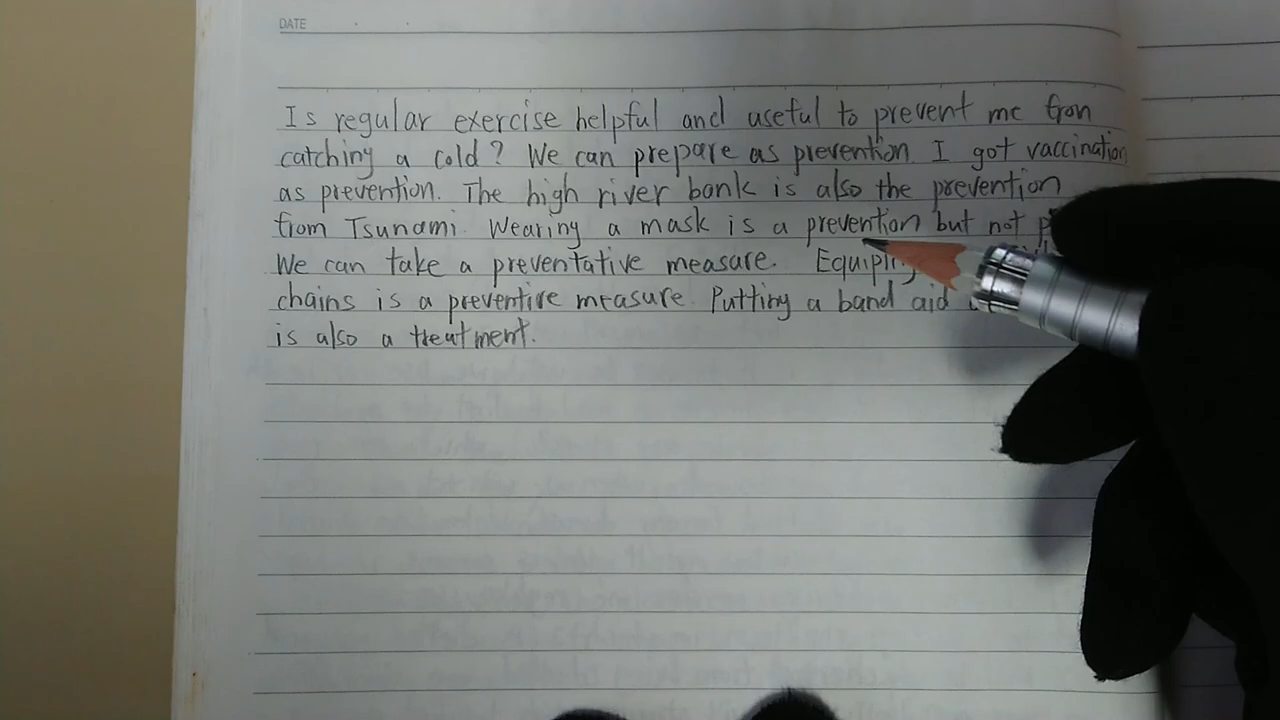 DATE
Is regular exercise helpful and useful to prevent me from
catching a cold? We can prepare as prevention. I got vaccination
as prevention. The high river bank is also the prevention
from Tsunami. Wearing a mask is a prevention but not
We can take a preventative measure.
chains is a preventive measure. Putting a band aid
is also a treatment.